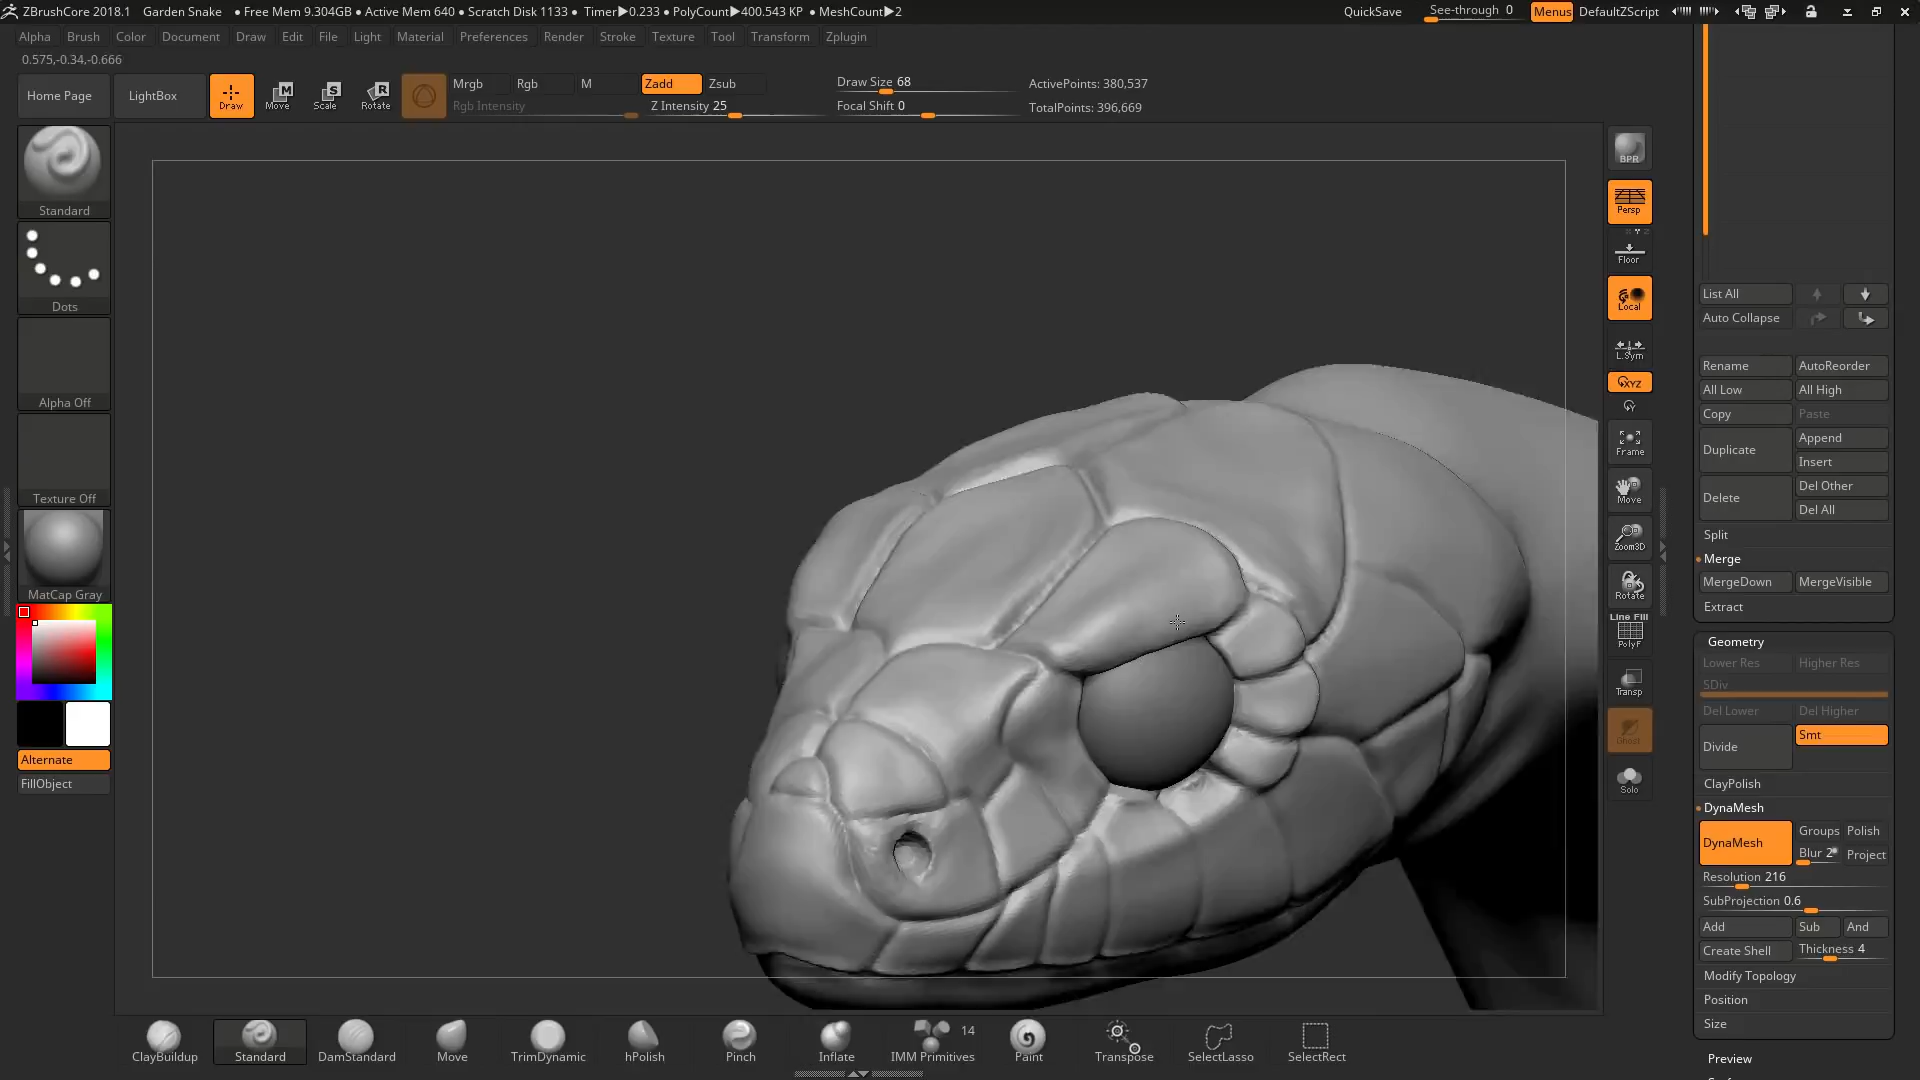 ZBrushCore 2018.1 Garden Snake ● Free Mem 9.304GB ● Active Mem 640 ● Scratch Disk 1133 ● Timer▶0.233 ● PolyCount▶400.543 KP ● MeshCount▶2 QuickSave See-through 0 Menus DefaultZScript
Alpha Brush Color Document Draw Edit File Light Material Preferences Render Stroke Texture Tool Transform Zplugin
0.575,-0.34,-0.666
Home Page LightBox Draw Move Scale Rotate
Mrgb Rgb M Zadd Zsub Draw Size 68 ActivePoints: 380,537
Rgb Intensity Z Intensity 25 Focal Shift 0 TotalPoints: 396,669
Standard
Dots
Alpha Off
Texture Off
MatCap Gray
Alternate
FillObject
BPR
Persp
Floor
Local
L.Sym
XYZ
Frame
Move
Zoom3D
Rotate
Line Fill
PolyF
Transp
Ghost
Solo
List All
Auto Collapse
Rename AutoReorder
All Low All High
Copy Paste
Duplicate Append
Insert
Delete Del Other
Del All
Split
Merge
MergeDown MergeVisible
Extract
Geometry
Lower Res Higher Res
SDiv
Del Lower Del Higher
Divide Smt
ClayPolish
DynaMesh
DynaMesh Groups Polish
Blur 2 Project
Resolution 216
SubProjection 0.6
Add Sub And
Create Shell Thickness 4
Modify Topology
Position
Size
Preview
ClayBuildup Standard DamStandard Move TrimDynamic hPolish Pinch Inflate IMM Primitives 14 Paint Transpose SelectLasso SelectRect